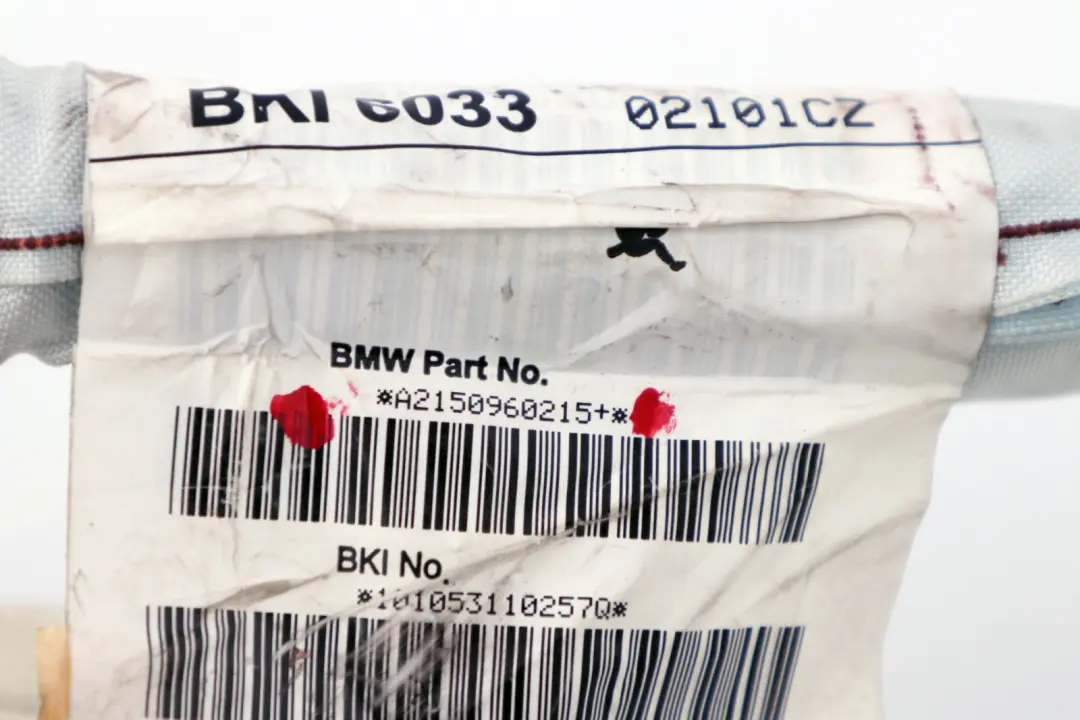 BKI 6033 02101CZ
BMW Part No.
*A2150960215+*
BKI No.
*101053110257Q*